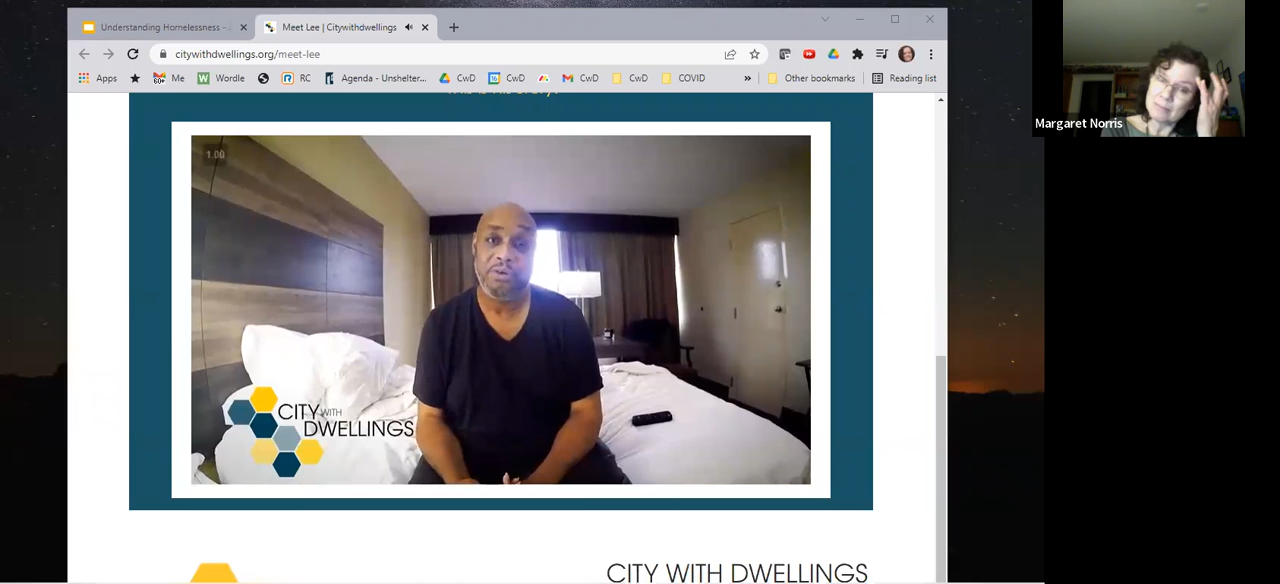 Understanding Homelessness -
Meet Lee | Citywithdwellings
citywithdwellings.org/meet-lee
Apps
60+
Me
W
Wordle
R
RC
Agenda - Unshelter...
CwD
CwD
CwD
CwD
COVID
»
Other bookmarks
Reading list
1.00
CITY WITH
DWELLINGS
CITY WITH DWELLINGS
Margaret Norris